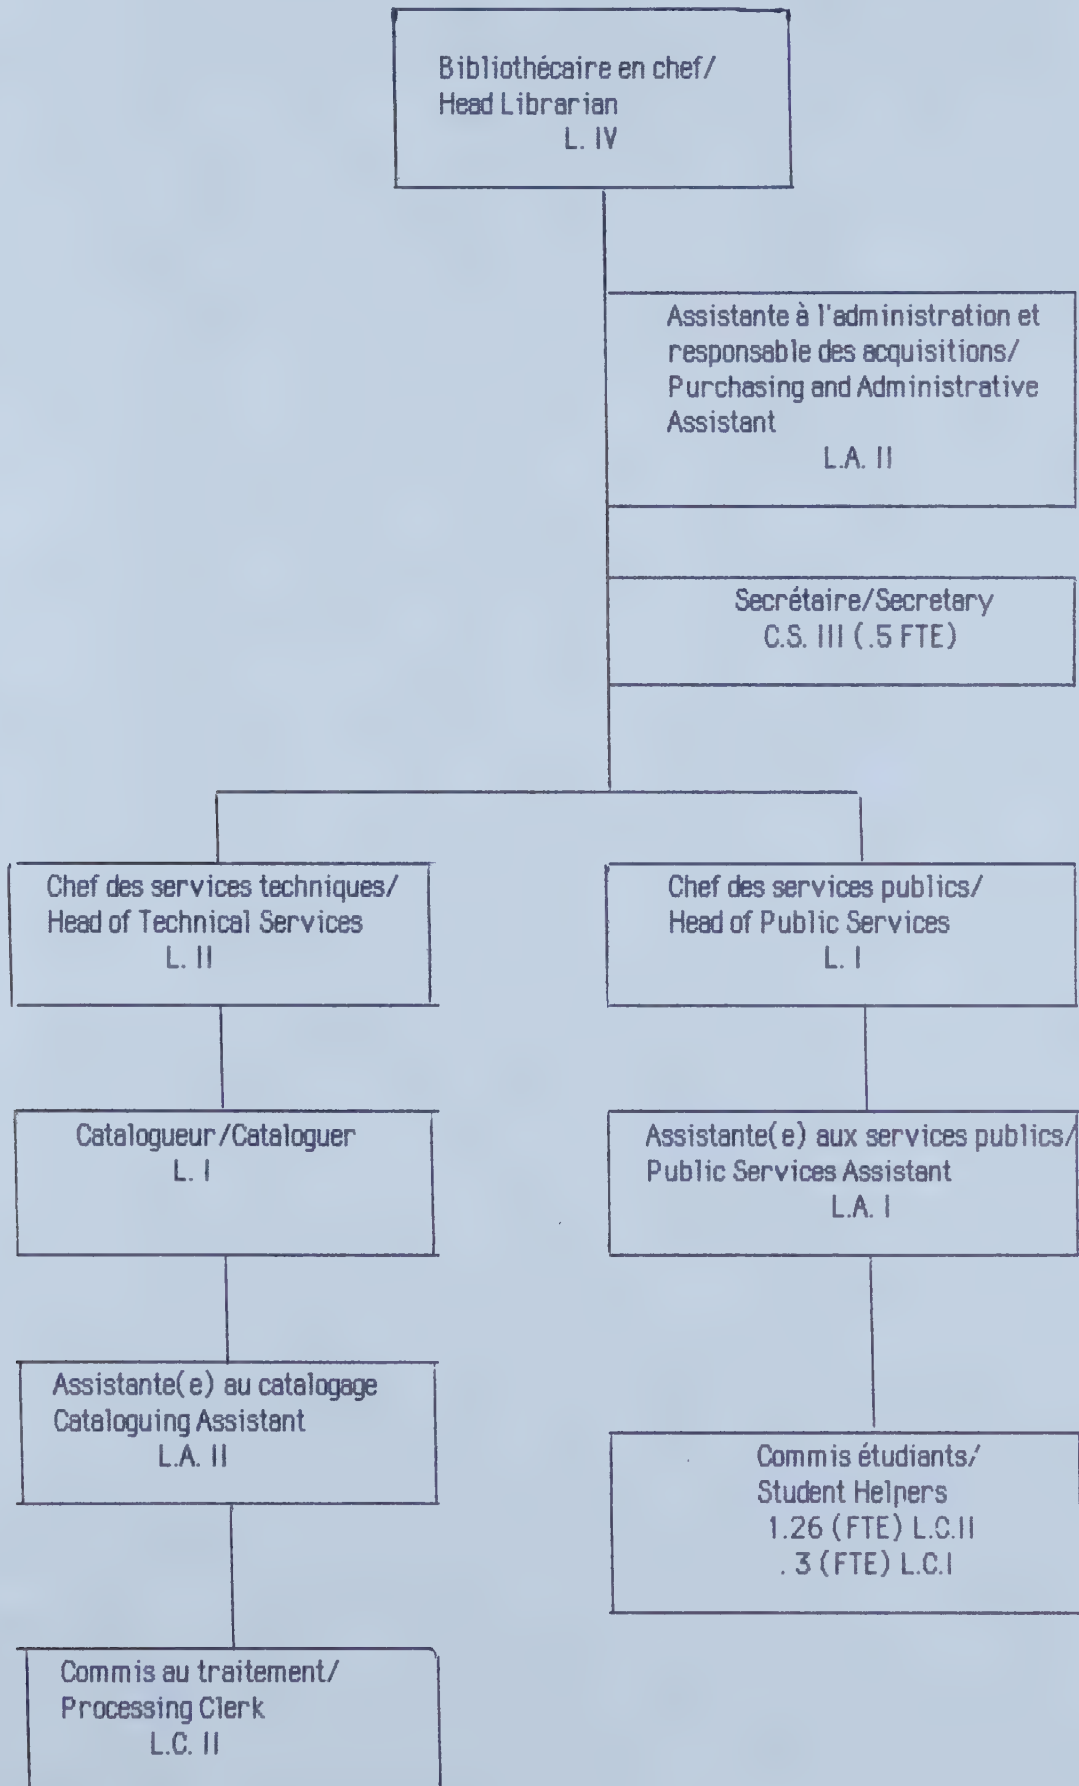 Bibliothécaire en chef/
Head Librarian
L. IV
Assistante à l'administration et
responsable des acquisitions/
Purchasing and Administrative
Assistant
L.A. II
Secrétaire/Secretary
C.S. III (.5 FTE)
Chef des services techniques/
Head of Technical Services
L. II
Chef des services publics/
Head of Public Services
L. I
Catalogueur/Cataloguer
L. I
Assistante(e) aux services publics/
Public Services Assistant
L.A. I
Assistante(e) au catalogage
Cataloguing Assistant
L.A. II
Commis étudiants/
Student Helpers
1.26 (FTE) L.C.II
.3 (FTE) L.C.I
Commis au traitement/
Processing Clerk
L.C. II